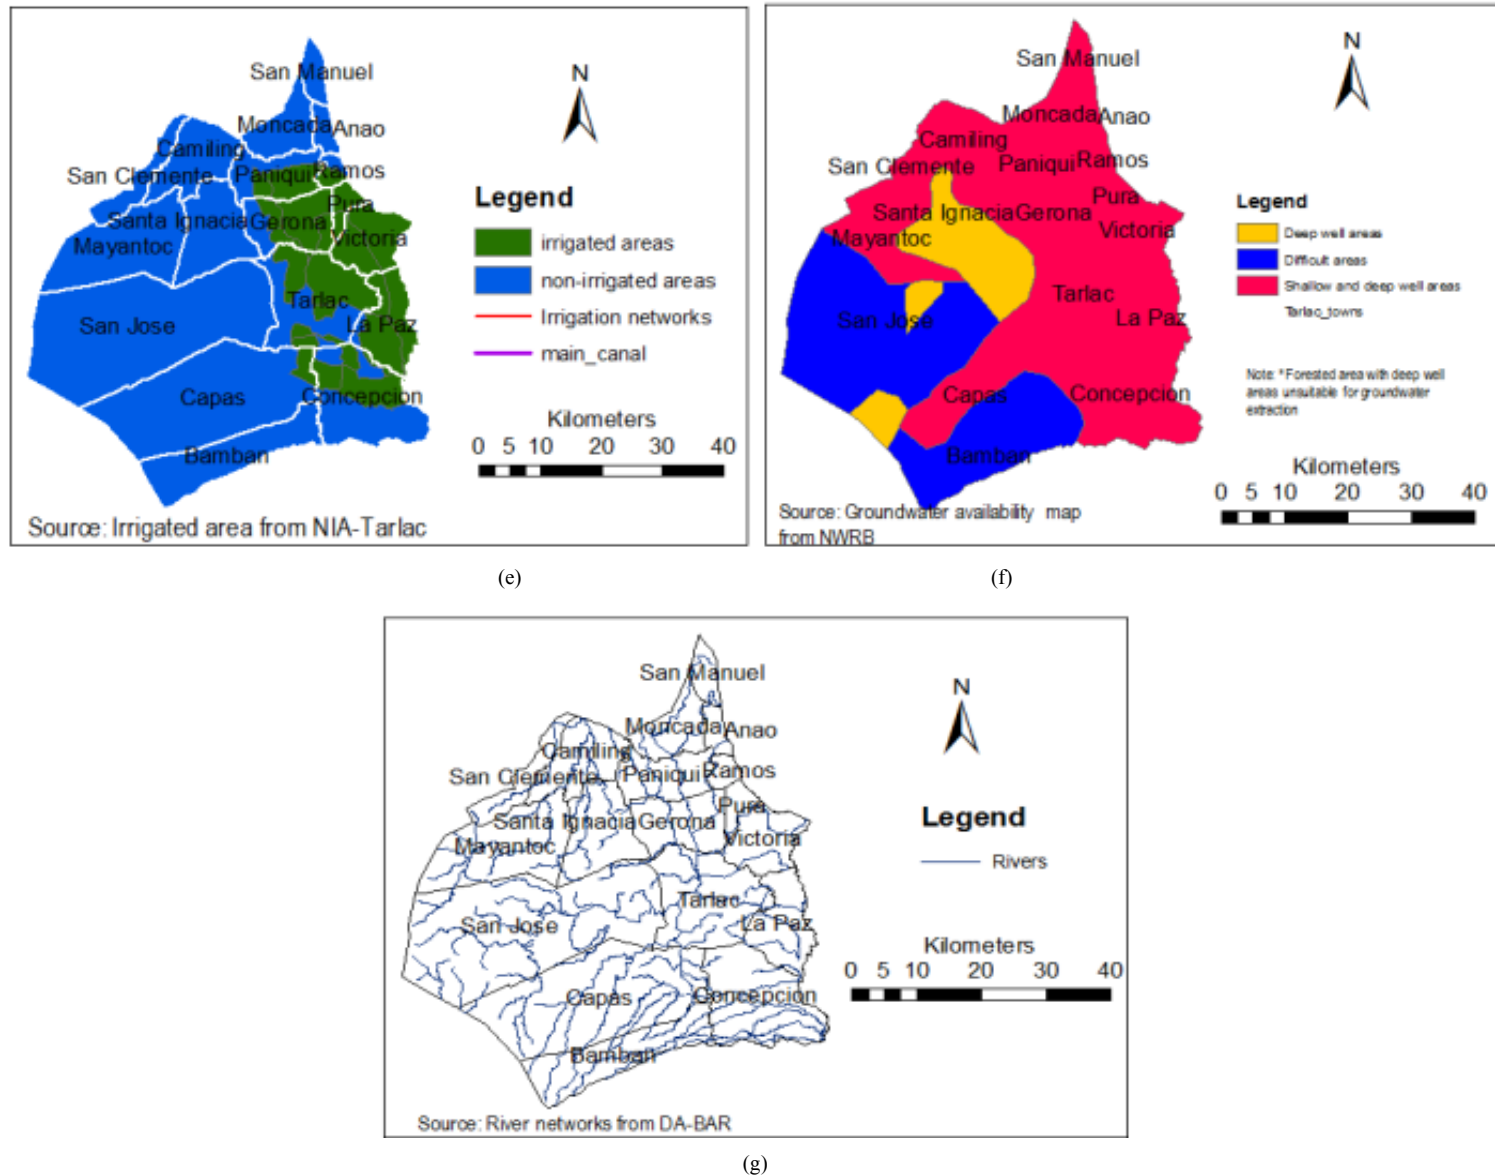 San Manuel
N
Moncada
Anao
Camiling
San Clemente
Paniqui
Ramos
Legend
Pura
Santa Ignacia
Gerona
Victoria
irrigated areas
Mayantoc
non-irrigated areas
Tarlac
San Jose
La Paz
Irrigation networks
main_canal
Capas
Concepcion
Kilometers
0 5 10 20 30 40
Bamban
Source: Irrigated area from NIA-Tarlac
(e)
San Manuel
N
Moncada
Anao
Camiling
San Clemente
Paniqui
Ramos
Pura
Legend
Santa Ignacia
Gerona
Victoria
Deep well areas
Mayantoc
Difficult areas
Shallow and deep well areas
Tarlac
San Jose
La Paz
Tarlac_towns
Note: *Forested area with deep well
areas unsuitable for groundwater
extraction
Capas
Concepcion
Bamban
Kilometers
0 5 10 20 30 40
Source: Groundwater availability map
from NWRB
(f)
San Manuel
N
Moncada
Anao
Camiling
San Clemente
Paniqui
Ramos
Pura
Legend
Santa Ignacia
Gerona
Victoria
Mayantoc
Rivers
Tarlac
San Jose
La Paz
Kilometers
0 5 10 20 30 40
Capas
Concepcion
Bamban
Source: River networks from DA-BAR
(g)